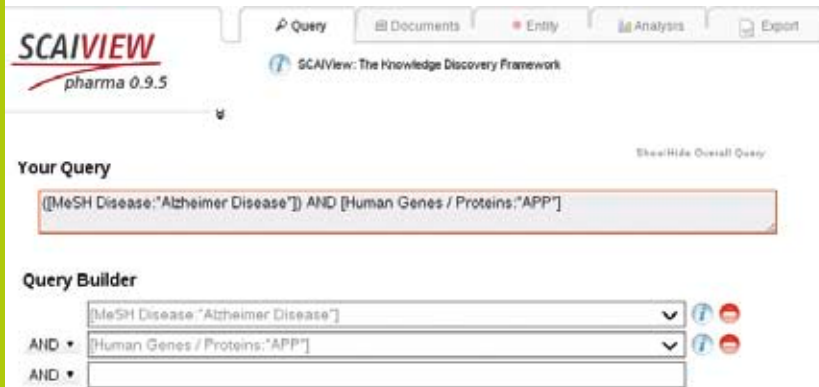 SCAIVIEW
pharma 0.9.5
Query
Documents
Entity
Analysis
Export
SCAIView: The Knowledge Discovery Framework
Show/Hide Overall Query
Your Query
([MeSH Disease:"Alzheimer Disease"]) AND [Human Genes / Proteins:"APP"]
Query Builder
[MeSH Disease:"Alzheimer Disease"]
AND [Human Genes / Proteins:"APP"]
AND